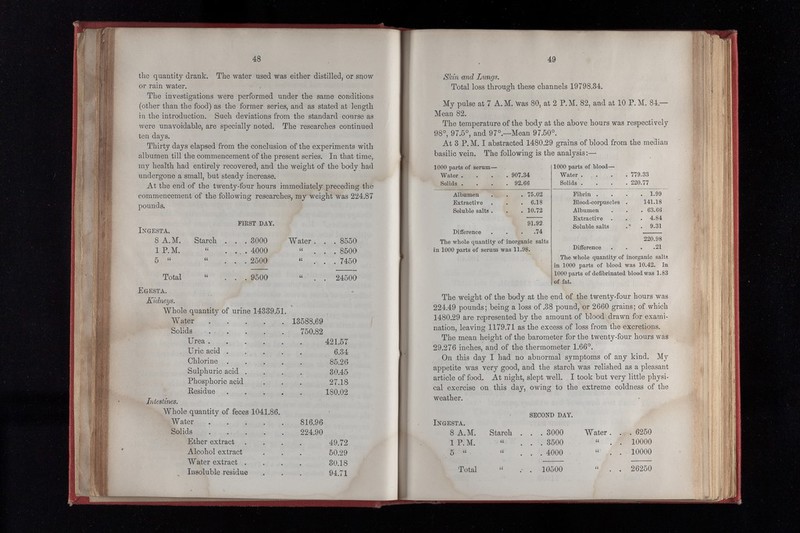 48
the quantity drank. The water used was either distilled, or snow
or rain water.
The investigations were performed under the same conditions
(other than the food) as the former series, and as stated at length
in the introduction. Such deviations from the standard course as
were unavoidable, are specially noted. The researches continued
ten days.
Thirty days elapsed from the conclusion of the experiments with
albumen till the commencement of the present series. In that time,
my health had entirely recovered, and the weight of the body had
undergone a small, but steady increase.
At the end of the twenty-four hours immediately preceding the
commencement of the following researches, my weight was 224.87
pounds.
FIRST DAY.
INGESTA.
8 A.M. Starch . . . 3000 Water . . . 8550
1 P.M. “ . . . 4000 “ . . . 8500
5 “ “ . . . 2500 “ . . . 7450
Total “ . . . 9500 “ . . 24500
EGESTA.
Kidneys.
Whole quantity of urine 14339.51.
Water . . . . . 13588.69
Solids . . . . . 750.82
Urea . . . . . 421.57
Uric acid . . . . . 6.34
Chlorine . . . . . 85.26
Sulphuric acid . . . . 30.45
Phosphoric acid . . . . 27.18
Residue . . . . . 180.02
Intestines.
Whole quantity of feces 1041.86.
Water . . . . . 816.96
Solids . . . . . 224.90
Ether extract . . . . 49.72
Alcohol extract . . . . 50.29
Water extract . . . . 30.18
Insoluble residue . . . 94.71
49
Skin and Lungs.
Total loss through these channels 19798.34.
My pulse at 7 A.M. was 80, at 2 P.M. 82, and at 10 P.M. 84.—
Mean 82.
The temperature of the body at the above hours was respectively
98°, 97.5°, and 97°.—Mean 97.50°.
At 3 P.M. I abstracted 1480.29 grains of blood from the median
basilic vein. The following is the analysis:—
1000 parts of serum—
Water . . . . 907.34
Solids . . . . 92.66
Albumen . . . 75.02
Extractive . . . 6.18
Soluble salts . . . 10.72
91.92
Difference . . . .74
The whole quantity of inorganic salts
in 1000 parts of serum was 11.98.
1000 parts of blood—
Water . . . . 779.23
Solids . . . . 220.77
Fibrin . . . . 1.98
Blood-corpuscles . 141.18
Albumen . . . 63.66
Extractive . . . 4.84
Soluble salts . . 9.31
220.98
Difference . . . .21
The whole quantity of inorganic salts
in 1000 parts of blood was 10.42. In
1000 parts of defibrinated blood was 1.83
of fat.
The weight of the body at the end of the twenty-four hours was
224.49 pounds; being a loss of .38 pound, or 2660 grains; of which
1480.29 are represented by the amount of blood drawn for exami-
nation, leaving 1179.71 as the excess of loss from the excretions.
The mean height of the barometer for the twenty-four hours was
29.276 inches, and of the thermometer 1.66°.
On this day I had no abnormal symptoms of any kind. My
appetite was very good, and the starch was relished as a pleasant
article of food. At night, slept well. I took but very little physi-
cal exercise on this day, owing to the extreme coldness of the
weather.
SECOND DAY.
INGESTA.
8 A.M. Starch . . . 3000 Water . . . 6250
1 P.M. “ . . . 3500 “ . . 10000
5 “ “ . . . 4000 “ . . 10000
Total “ . . 10500 “ . . 26250